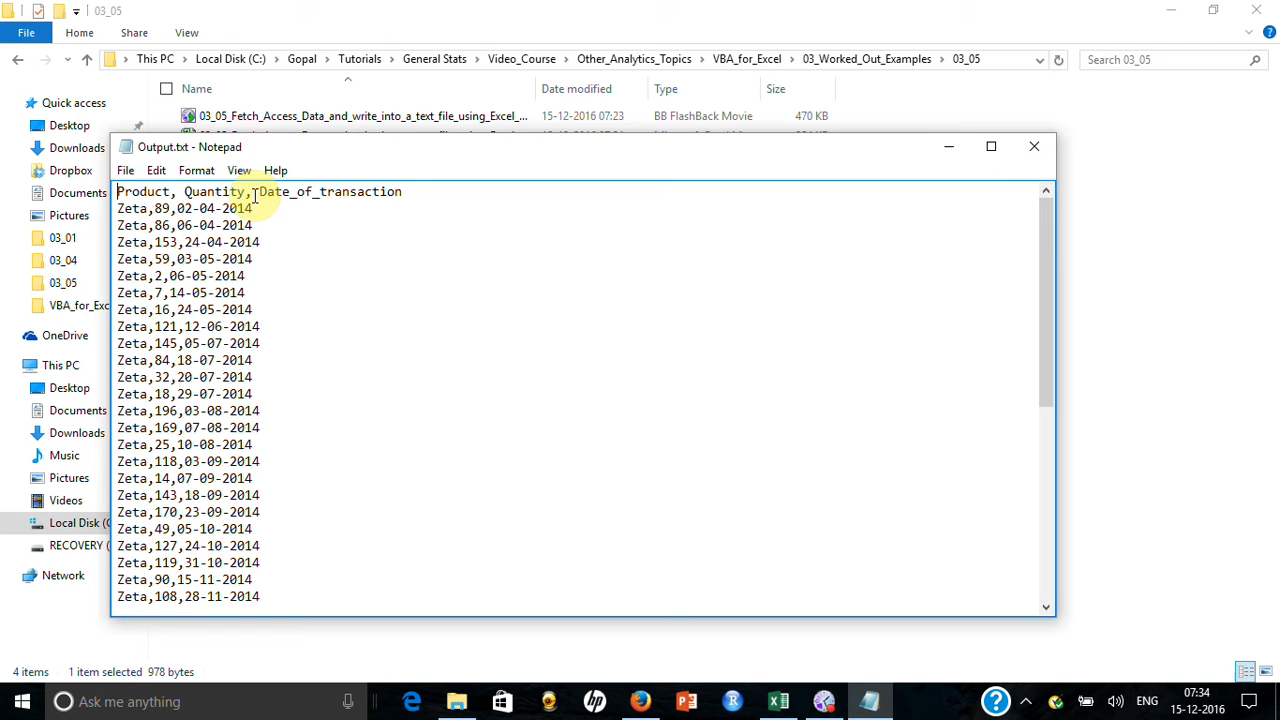 03_05
File
Home
Share
View
This PC
Local Disk (C:)
Gopal
Tutorials
General Stats
Video_Course
Other_Analytics_Topics
VBA_for_Excel
03_Worked_Out_Examples
03_05
Search 03_05
Name
Date modified
Type
Size
03_05_Fetch_Access_Data_and_write_into_a_text_file_using_Excel_...
15-12-2016 07:23
BB FlashBack Movie
470 KB
Quick access
Desktop
Downloads
Dropbox
Documents
Pictures
03_01
03_04
03_05
VBA_for_Exc
OneDrive
This PC
Desktop
Documents
Downloads
Music
Pictures
Videos
Local Disk (C
RECOVERY (
Network
Output.txt - Notepad
File Edit Format View Help
Product, Quantity, Date_of_transaction
Zeta,89,02-04-2014
Zeta,86,06-04-2014
Zeta,153,24-04-2014
Zeta,59,03-05-2014
Zeta,2,06-05-2014
Zeta,7,14-05-2014
Zeta,16,24-05-2014
Zeta,121,12-06-2014
Zeta,145,05-07-2014
Zeta,84,18-07-2014
Zeta,32,20-07-2014
Zeta,18,29-07-2014
Zeta,196,03-08-2014
Zeta,169,07-08-2014
Zeta,25,10-08-2014
Zeta,118,03-09-2014
Zeta,14,07-09-2014
Zeta,143,18-09-2014
Zeta,170,23-09-2014
Zeta,49,05-10-2014
Zeta,127,24-10-2014
Zeta,119,31-10-2014
Zeta,90,15-11-2014
Zeta,108,28-11-2014
4 items
1 item selected 978 bytes
Ask me anything
ENG
07:34
15-12-2016